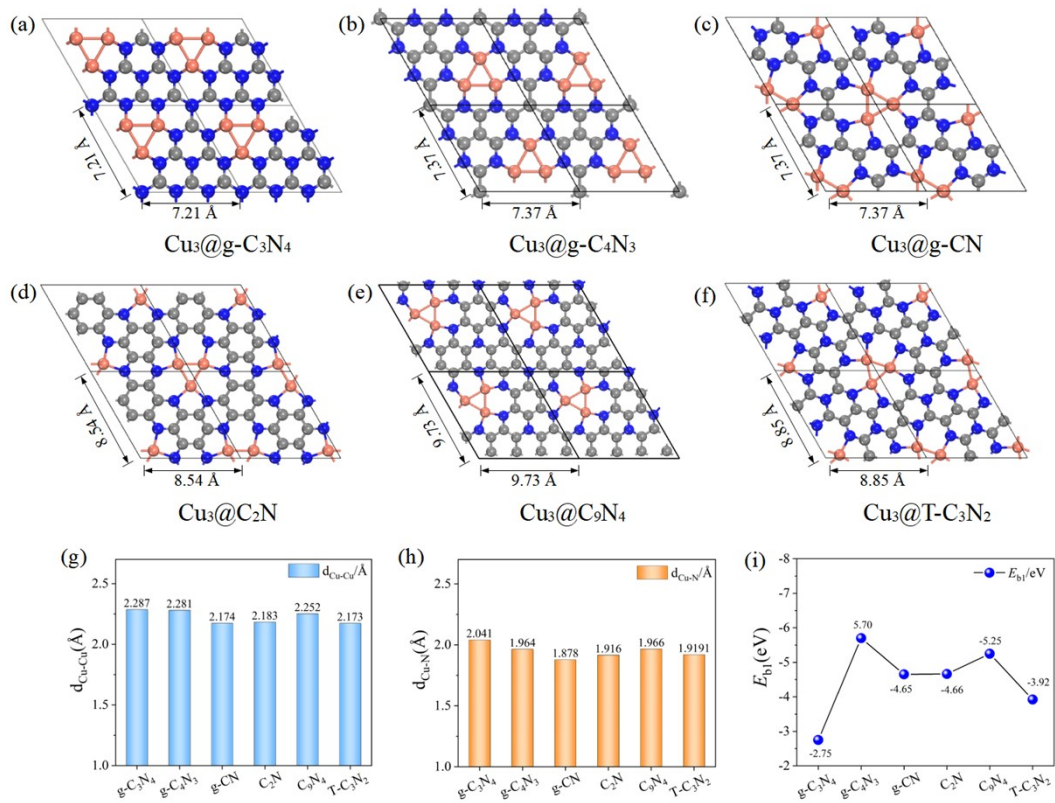 (a)
7.21 Å
7.21 Å
Cu₃@g-C₃N₄
(b)
7.37 Å
7.37 Å
Cu₃@g-C₄N₃
(c)
7.37 Å
7.37 Å
Cu₃@g-CN
(d)
8.54 Å
8.54 Å
Cu₃@C₂N
(e)
9.73 Å
9.73 Å
Cu₃@C₉N₄
(f)
8.85 Å
8.85 Å
Cu₃@T-C₃N₂
(g)
d_Cu-Cu(Å)
d_Cu-Cu/Å
2.5
2.0
1.5
1.0
2.287
2.281
2.174
2.183
2.252
2.173
g-C₃N₄
g-C₄N₃
g-CN
C₂N
C₉N₄
T-C₃N₂
(h)
d_Cu-N(Å)
d_Cu-N/Å
2.5
2.0
1.5
1.0
2.041
1.964
1.878
1.916
1.966
1.9191
g-C₃N₄
g-C₄N₃
g-CN
C₂N
C₉N₄
T-C₃N₂
(i)
E_b1(eV)
E_b1/eV
-8
-7
-6
-5
-4
-3
-2
-2.75
5.70
-4.65
-4.66
-5.25
-3.92
g-C₃N₄
g-C₄N₃
g-CN
C₂N
C₉N₄
T-C₃N₂